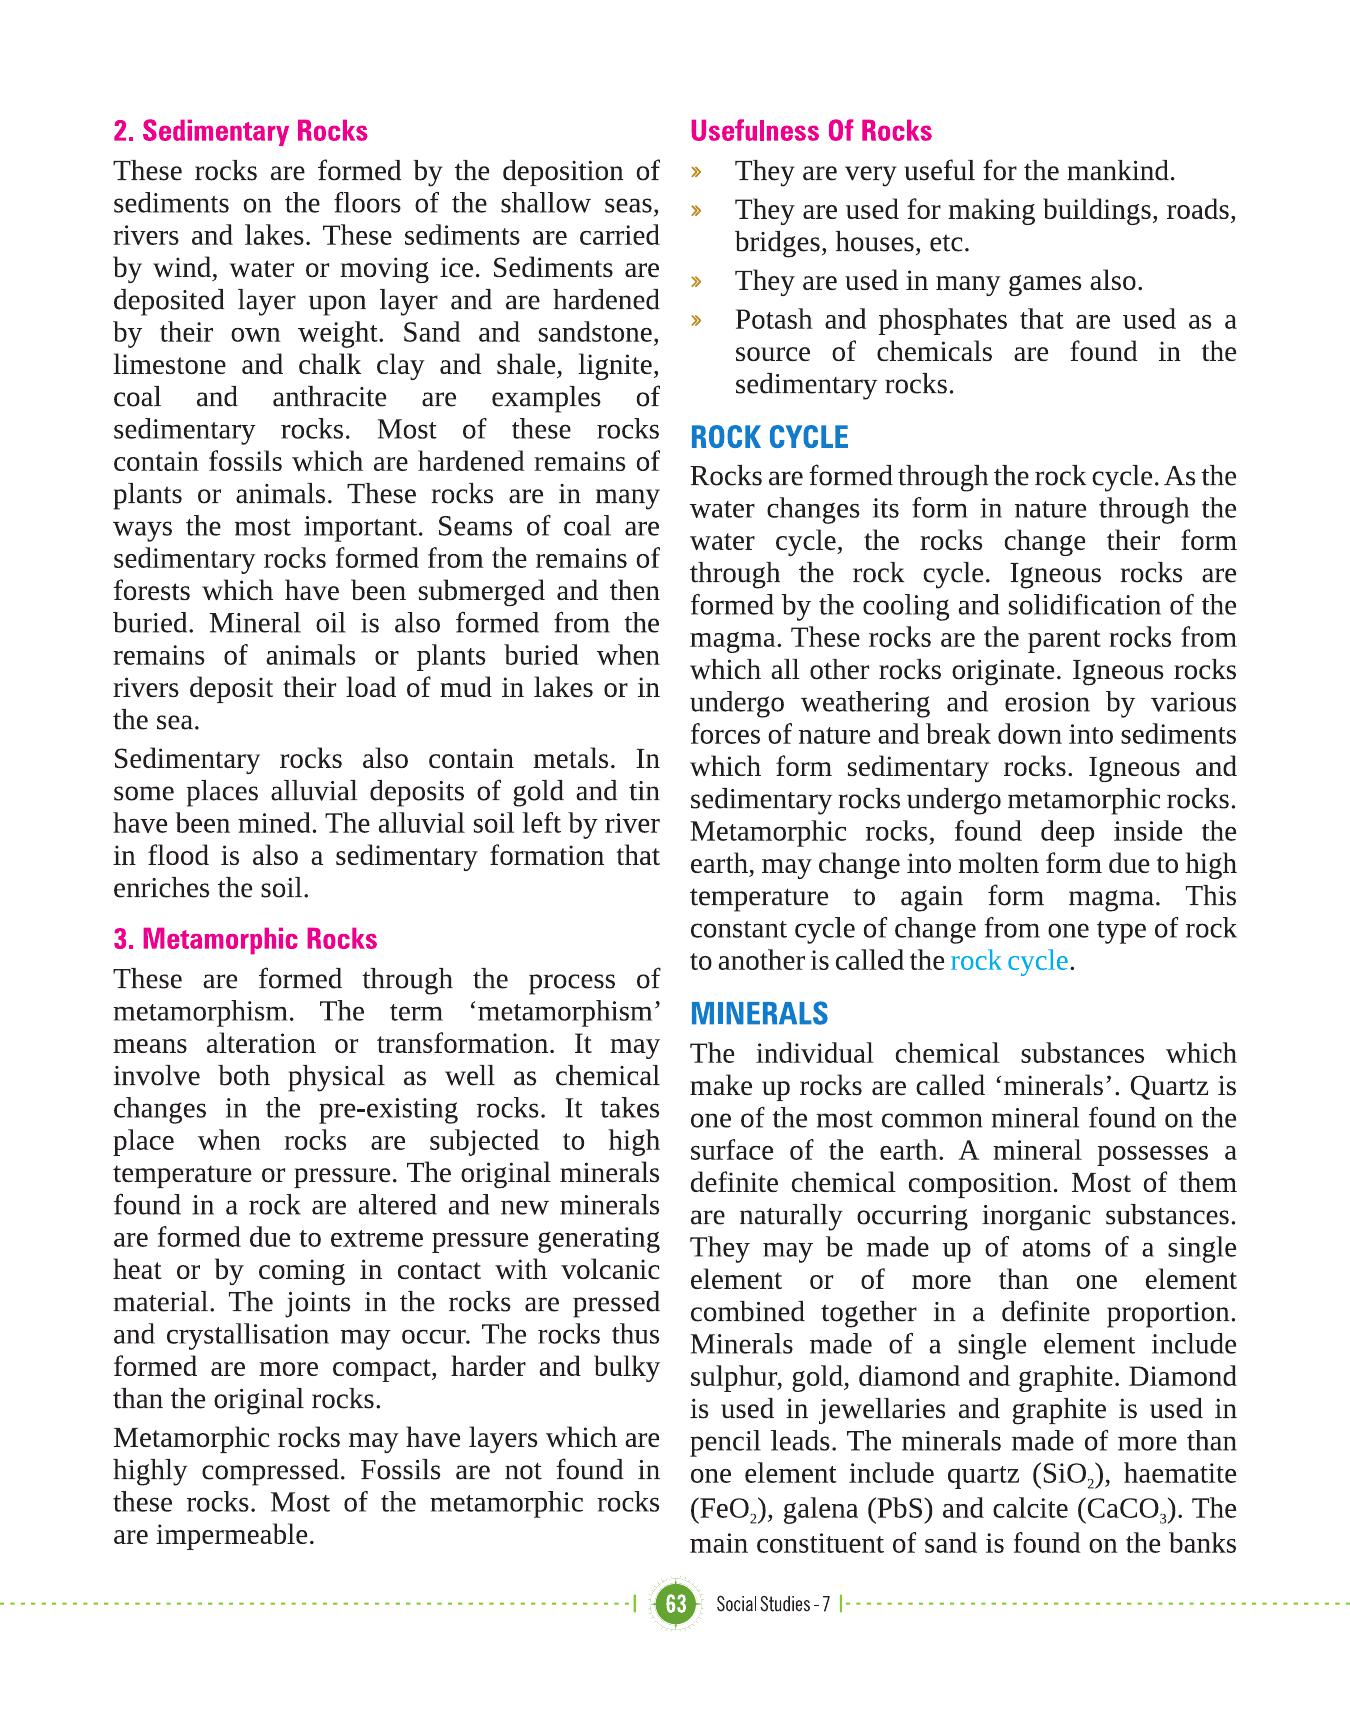 2. Sedimentary Rocks
These rocks are formed by the deposition of
sediments on the floors of the shallow seas,
rivers and lakes. These sediments are carried
by wind, water or moving ice. Sediments are
deposited layer upon layer and are hardened
by their own weight. Sand and sandstone,
limestone and chalk clay and shale, lignite,
coal and anthracite are examples of
sedimentary rocks. Most of these rocks
contain fossils which are hardened remains of
plants or animals. These rocks are in many
ways the most important. Seams of coal are
sedimentary rocks formed from the remains of
forests which have been submerged and then
buried. Mineral oil is also formed from the
remains of animals or plants buried when
rivers deposit their load of mud in lakes or in
the sea.
Sedimentary rocks also contain metals. In
some places alluvial deposits of gold and tin
have been mined. The alluvial soil left by river
in flood is also a sedimentary formation that
enriches the soil.
3. Metamorphic Rocks
These are formed through the process of
metamorphism. The term ‘metamorphism’
means alteration or transformation. It may
involve both physical as well as chemical
changes in the pre-existing rocks. It takes
place when rocks are subjected to high
temperature or pressure. The original minerals
found in a rock are altered and new minerals
are formed due to extreme pressure generating
heat or by coming in contact with volcanic
material. The joints in the rocks are pressed
and crystallisation may occur. The rocks thus
formed are more compact, harder and bulky
than the original rocks.
Metamorphic rocks may have layers which are
highly compressed. Fossils are not found in
these rocks. Most of the metamorphic rocks
are impermeable.
Usefulness Of Rocks
» They are very useful for the mankind.
» They are used for making buildings, roads,
bridges, houses, etc.
» They are used in many games also.
» Potash and phosphates that are used as a
source of chemicals are found in the
sedimentary rocks.
ROCK CYCLE
Rocks are formed through the rock cycle. As the
water changes its form in nature through the
water cycle, the rocks change their form
through the rock cycle. Igneous rocks are
formed by the cooling and solidification of the
magma. These rocks are the parent rocks from
which all other rocks originate. Igneous rocks
undergo weathering and erosion by various
forces of nature and break down into sediments
which form sedimentary rocks. Igneous and
sedimentary rocks undergo metamorphic rocks.
Metamorphic rocks, found deep inside the
earth, may change into molten form due to high
temperature to again form magma. This
constant cycle of change from one type of rock
to another is called the rock cycle.
MINERALS
The individual chemical substances which
make up rocks are called ‘minerals’. Quartz is
one of the most common mineral found on the
surface of the earth. A mineral possesses a
definite chemical composition. Most of them
are naturally occurring inorganic substances.
They may be made up of atoms of a single
element or of more than one element
combined together in a definite proportion.
Minerals made of a single element include
sulphur, gold, diamond and graphite. Diamond
is used in jewellaries and graphite is used in
pencil leads. The minerals made of more than
one element include quartz (SiO₂), haematite
(FeO₂), galena (PbS) and calcite (CaCO₃). The
main constituent of sand is found on the banks
63 Social Studies - 7